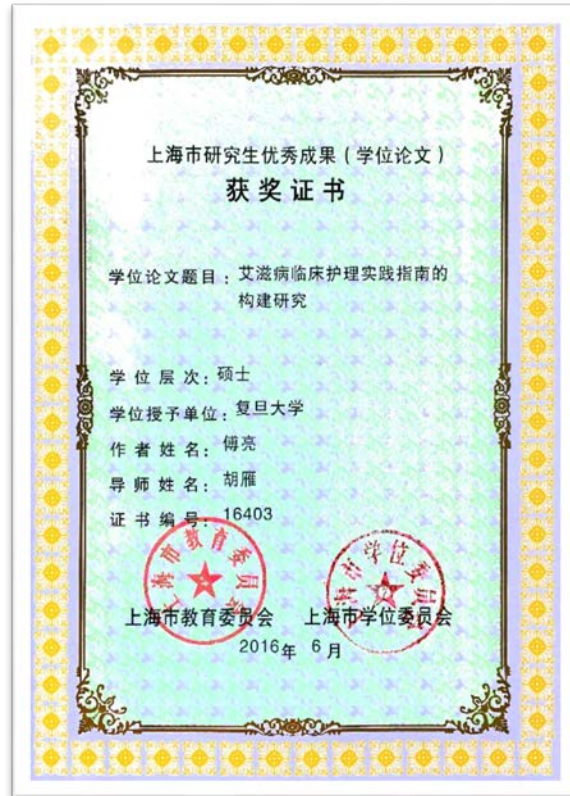 上海市研究生优秀成果（学位论文）
获奖证书
学位论文题目：艾滋病临床护理实践指南的
构建研究
学位层次：硕士
学位授予单位：复旦大学
作者姓名：傅亮
导师姓名：胡雁
证书编号：16403
上海市教育委员会
上海市学位委员会
上海市教育委员会 上海市学位委员会
2016年 6月